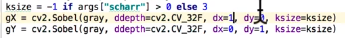 ksize = -1 if args["scharr"] > 0 else 3
gX = cv2.Sobel(gray, ddepth=cv2.CV_32F, dx=1, dy=0, ksize=ksize)
gY = cv2.Sobel(gray, ddepth=cv2.CV_32F, dx=0, dy=1, ksize=ksize)